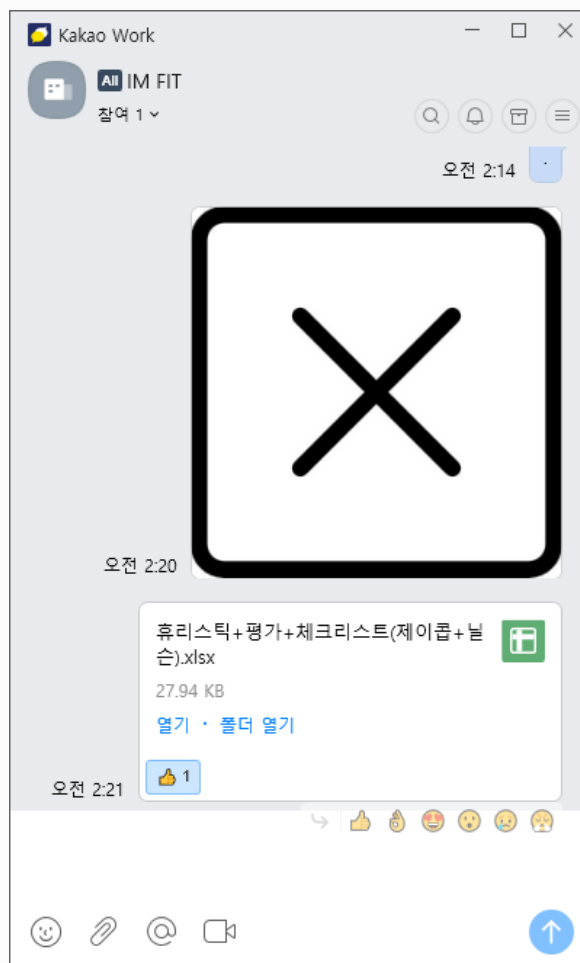 Kakao Work
All IM FIT
참여 1
오전 2:14
.
오전 2:20
휴리스틱+평가+체크리스트(제이콥+닐
슨).xlsx
27.94 KB
열기 · 폴더 열기
1
오전 2:21